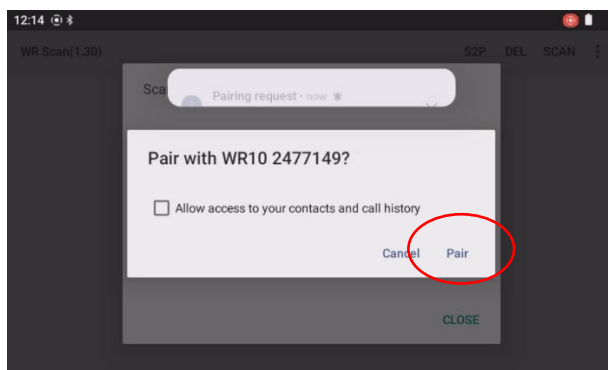 12:14
WR Scan(1.30) S2P DEL SCAN
Sca
Pairing request · now
Pair with WR10 2477149?
Allow access to your contacts and call history
Cancel Pair
CLOSE